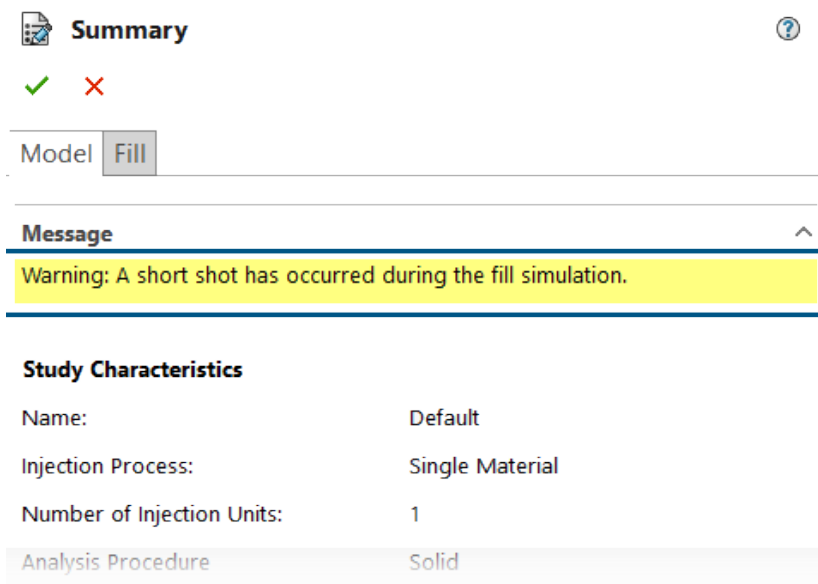 Summary
Model Fill
Message
Warning: A short shot has occurred during the fill simulation.
Study Characteristics
Name: Default
Injection Process: Single Material
Number of Injection Units: 1
Analysis Procedure Solid